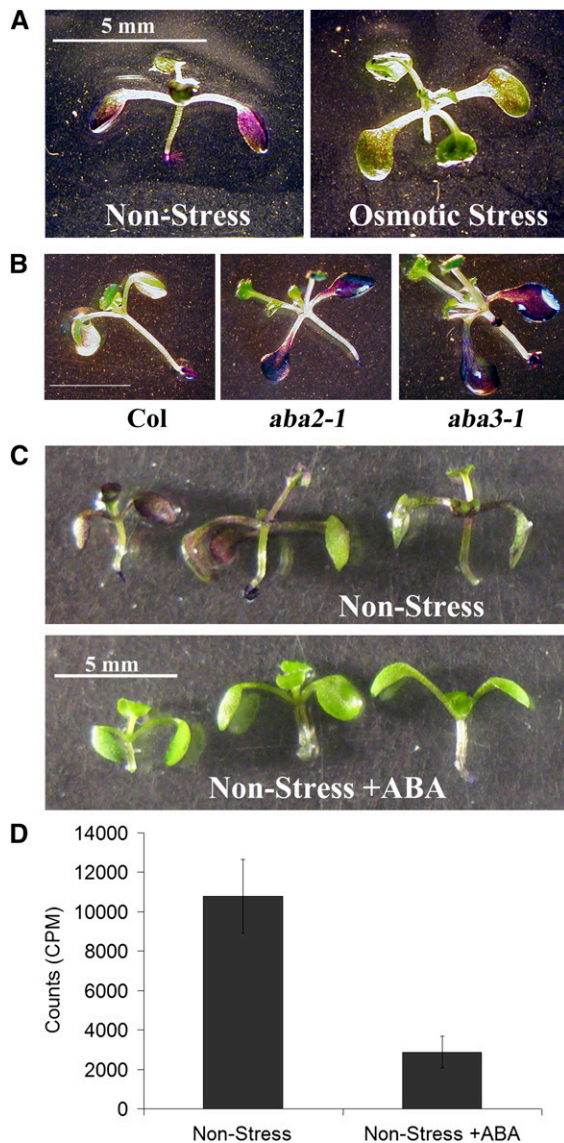 A
5 mm
Non-Stress
Osmotic Stress
B
Col
aba2-1
aba3-1
C
Non-Stress
5 mm
Non-Stress +ABA
D
14000
12000
10000
8000
6000
4000
2000
0
Counts (CPM)
Non-Stress
Non-Stress +ABA